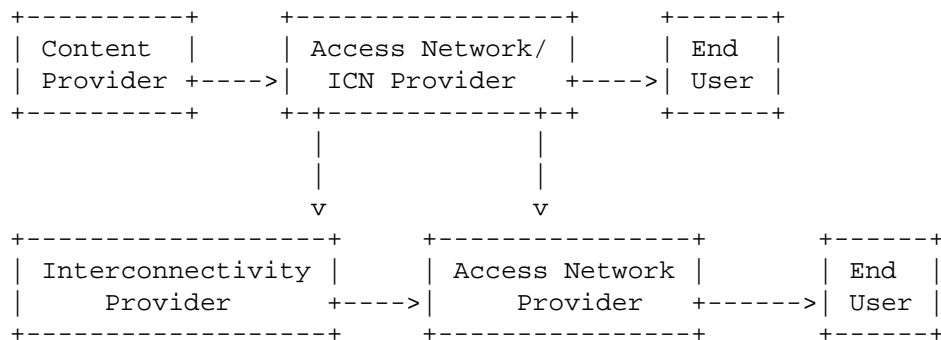 +----------+      +-----------------+      +------+
| Content  |      | Access Network/ |      | End  |
| Provider +---->|   ICN Provider   +---->| User |
+----------+      +-+-------------+-+      +------+
                    |             |
                    |             |
                    v             v
+-------------------+     +----------------+       +------+
| Interconnectivity |     | Access Network |       | End  |
|     Provider      +---->|    Provider    +------>| User |
+-------------------+     +----------------+       +------+